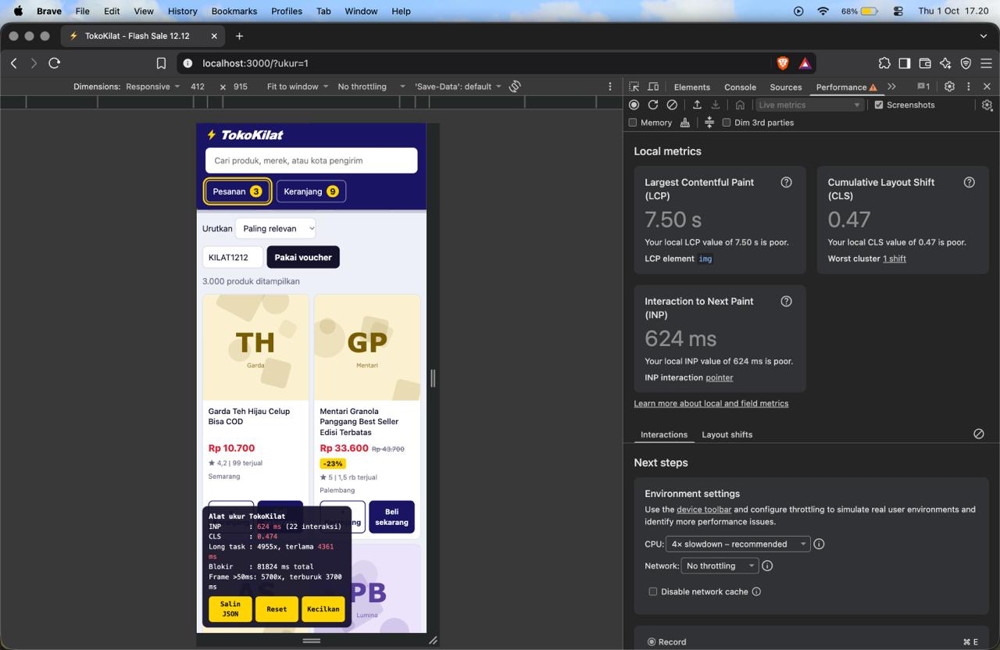 Brave File Edit View History Bookmarks Profiles Tab Window Help 68% Thu 1 Oct 17.20
TokoKilat - Flash Sale 12.12
localhost:3000/?ukur=1
Dimensions: Responsive 412 × 915 Fit to window No throttling 'Save-Data': default
Elements Console Sources Performance 1
Live metrics Screenshots
Memory Dim 3rd parties
TokoKilat
Cari produk, merek, atau kota pengirim
Pesanan 3 Keranjang 9
Urutkan Paling relevan
KILAT1212 Pakai voucher
3.000 produk ditampilkan
TH
Garda
GP
Mentari
Garda Teh Hijau Celup
Bisa COD
Rp 10.700
★ 4,2 | 99 terjual
Semarang
Mentari Granola
Panggang Best Seller
Edisi Terbatas
Rp 33.600 Rp 43.700
-23%
★ 5 | 1,5 rb terjual
Palembang
Beli
sekarang
Alat ukur TokoKilat
INP : 624 ms (22 interaksi)
CLS : 0.474
Long task : 4955x, terlama 4361
ms
Blokir : 81824 ms total
Frame >50ms: 5700x, terburuk 3700
ms
Salin
JSON
Reset
Kecilkan
PB
Lumina
Local metrics
Largest Contentful Paint
(LCP)
7.50 s
Your local LCP value of 7.50 s is poor.
LCP element img
Cumulative Layout Shift
(CLS)
0.47
Your local CLS value of 0.47 is poor.
Worst cluster 1 shift
Interaction to Next Paint
(INP)
624 ms
Your local INP value of 624 ms is poor.
INP interaction pointer
Learn more about local and field metrics
Interactions Layout shifts
Next steps
Environment settings
Use the device toolbar and configure throttling to simulate real user environments and
identify more performance issues.
CPU: 4× slowdown – recommended
Network: No throttling
Disable network cache
Record ⌘ E